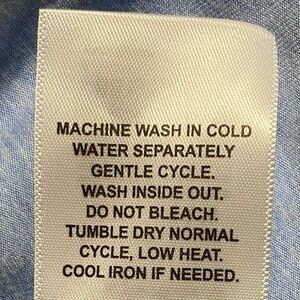 MACHINE WASH IN COLD
WATER SEPARATELY
GENTLE CYCLE.
WASH INSIDE OUT.
DO NOT BLEACH.
TUMBLE DRY NORMAL
CYCLE, LOW HEAT.
COOL IRON IF NEEDED.